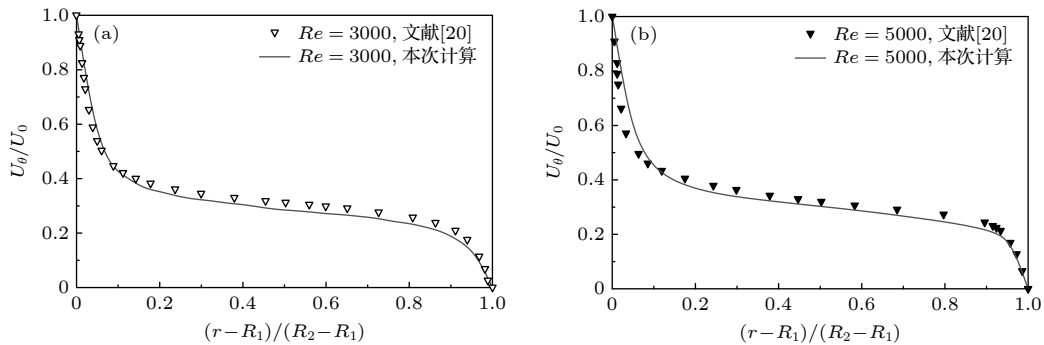 (a)
Re = 3000, 文献[20]
Re = 3000, 本次计算
1.0
0.8
0.6
0.4
0.2
0
U_θ/U_0
0 0.2 0.4 0.6 0.8 1.0
(r−R_1)/(R_2−R_1)
(b)
Re = 5000, 文献[20]
Re = 5000, 本次计算
1.0
0.8
0.6
0.4
0.2
0
U_θ/U_0
0 0.2 0.4 0.6 0.8 1.0
(r−R_1)/(R_2−R_1)